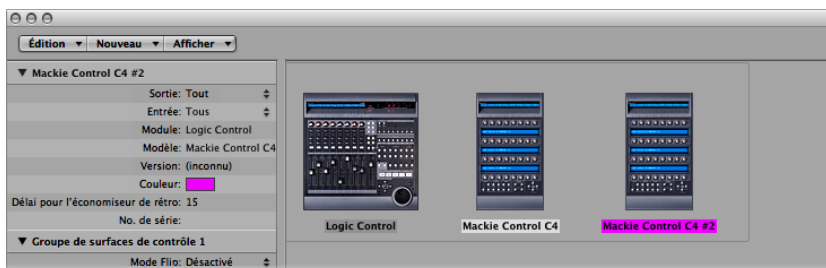 Édition Nouveau Afficher
Mackie Control C4 #2
Sortie: Tout
Entrée: Tous
Module: Logic Control
Modèle: Mackie Control C4
Version: (inconnu)
Couleur:
Délai pour l'économiseur de rétro: 15
No. de série:
Groupe de surfaces de contrôle 1
Mode Flio: Désactivé
Logic Control Mackie Control C4 Mackie Control C4 #2